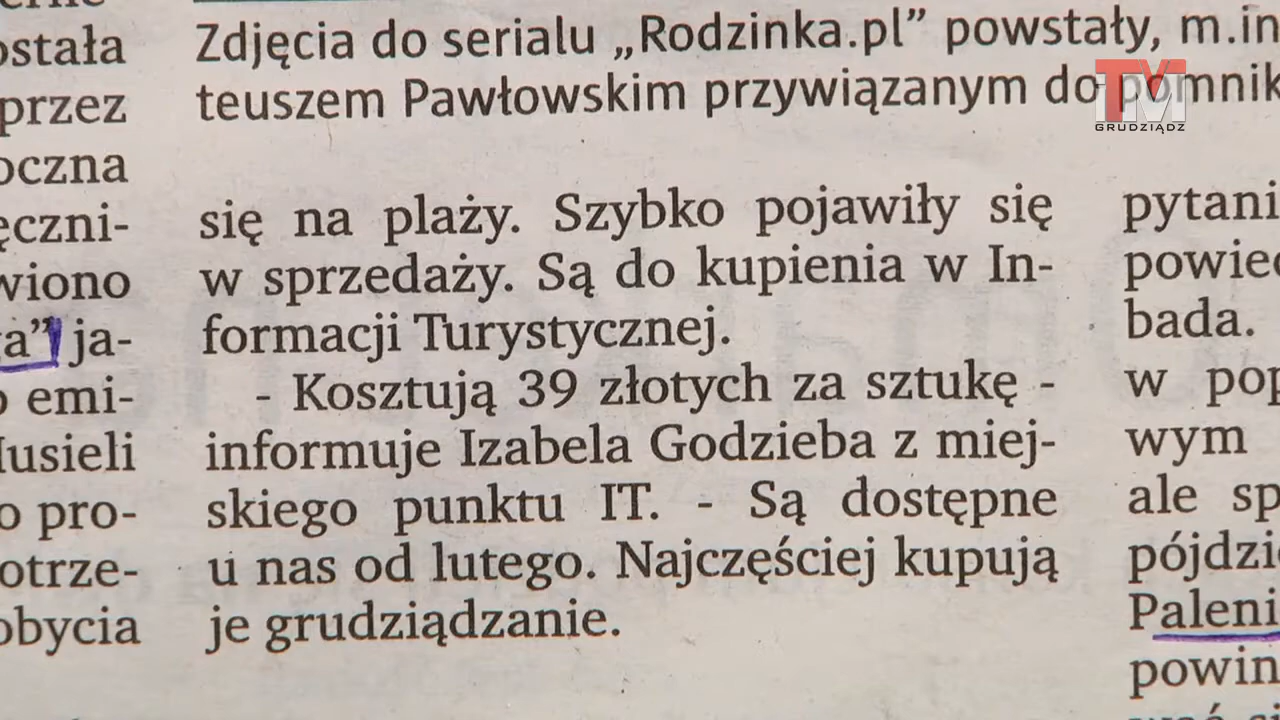 Zdjęcia do serialu „Rodzinka.pl” powstały, m.in
teuszem Pawłowskim przywiązanym do pomnik
TM
GRUDZIĄDZ
ostała
przez
oczna
ęczni-
wiono
a” ja-
o emi-
usieli
o pro-
otrze-
obycia
się na plaży. Szybko pojawiły się
w sprzedaży. Są do kupienia w In-
formacji Turystycznej.
- Kosztują 39 złotych za sztukę -
informuje Izabela Godzieba z miej-
skiego punktu IT. - Są dostępne
u nas od lutego. Najczęściej kupują
je grudziądzanie.
pytani
powiec
bada.
w pop
wym
ale sp
pójdzi
Paleni
powin